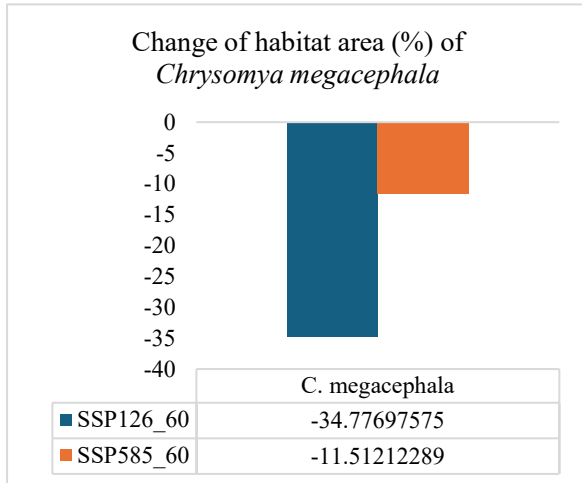 Change of habitat area (%) of
Chrysomya megacephala
0
-5
-10
-15
-20
-25
-30
-35
-40
C. megacephala
SSP126_60 -34.77697575
SSP585_60 -11.51212289